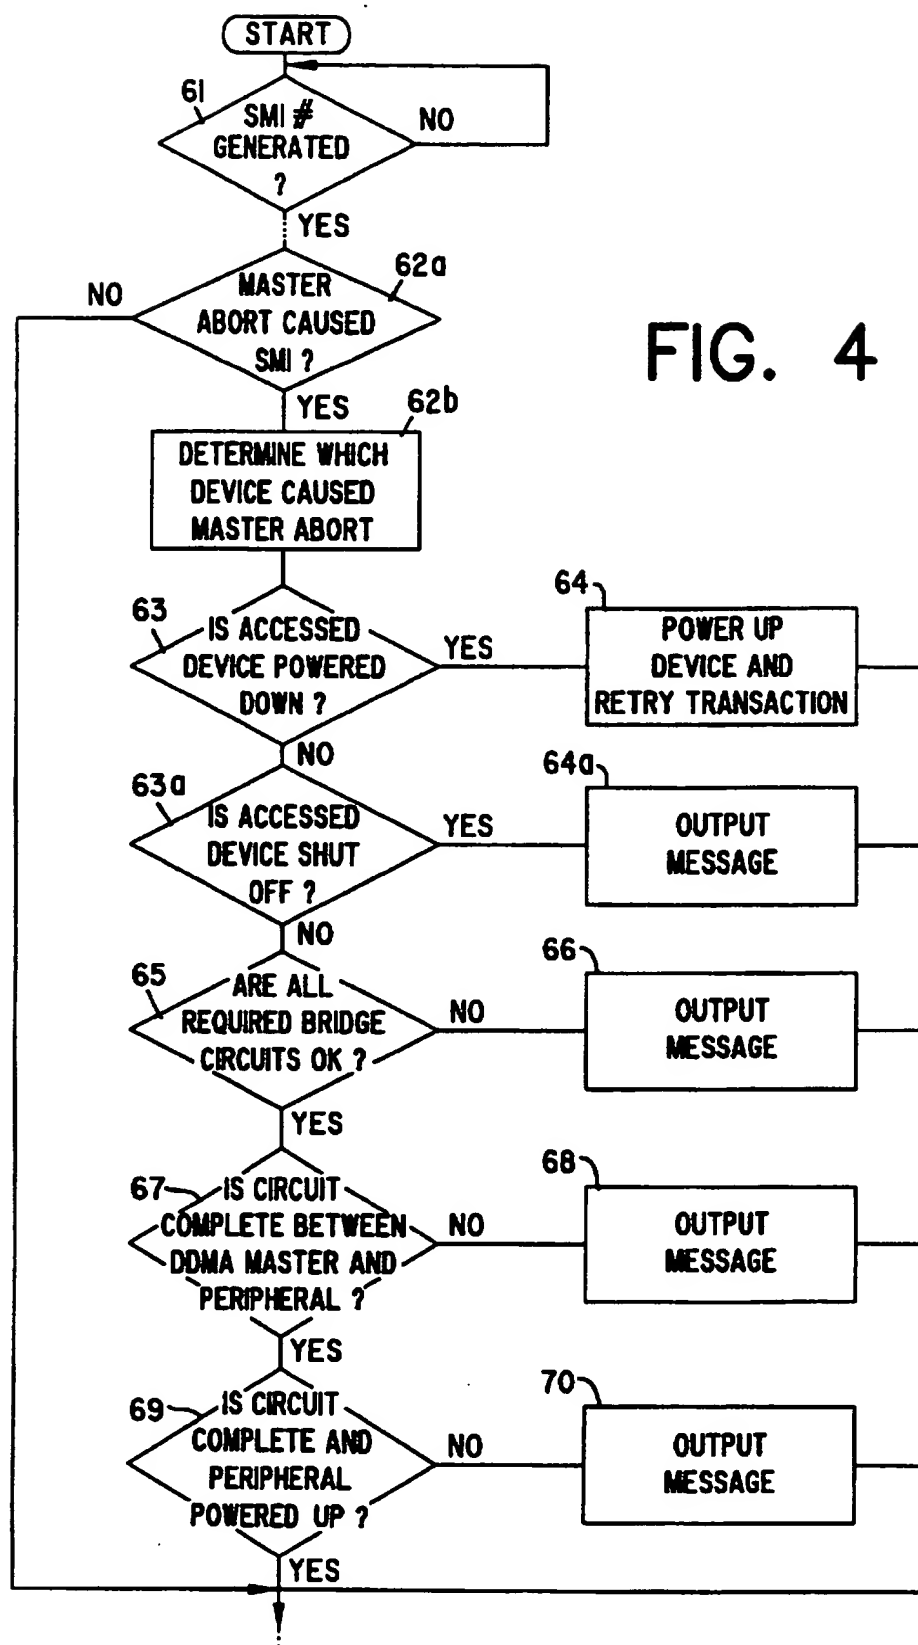 START
61
SMI #
GENERATED
?
NO
YES
62a
MASTER
ABORT CAUSED
SMI ?
NO
YES
FIG. 4
62b
DETERMINE WHICH
DEVICE CAUSED
MASTER ABORT
63
IS ACCESSED
DEVICE POWERED
DOWN ?
YES
64
POWER UP
DEVICE AND
RETRY TRANSACTION
NO
63a
IS ACCESSED
DEVICE SHUT
OFF ?
YES
64a
OUTPUT
MESSAGE
NO
65
ARE ALL
REQUIRED BRIDGE
CIRCUITS OK ?
NO
66
OUTPUT
MESSAGE
YES
67
IS CIRCUIT
COMPLETE BETWEEN
DDMA MASTER AND
PERIPHERAL ?
NO
68
OUTPUT
MESSAGE
YES
69
IS CIRCUIT
COMPLETE AND
PERIPHERAL
POWERED UP ?
NO
70
OUTPUT
MESSAGE
YES